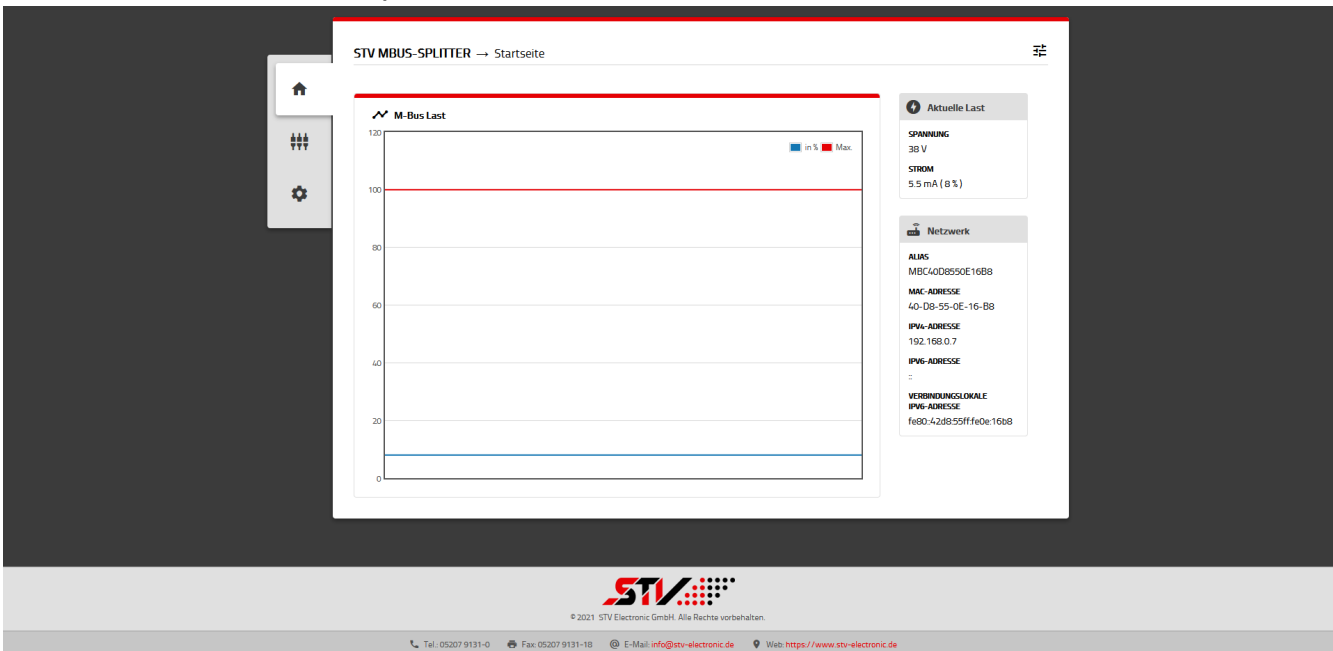 STV MBUS-SPLITTER → Startseite
M-Bus Last
120
in % Max.
100
80
60
40
20
0
Aktuelle Last
SPANNUNG
38 V
STROM
5.5 mA ( 8 % )
Netzwerk
ALIAS
MBC40D8550E16B8
MAC-ADRESSE
40-D8-55-0E-16-B8
IPV4-ADRESSE
192.168.0.7
IPV6-ADRESSE
::
VERBINDUNGSLOKALE
IPV6-ADRESSE
fe80::42d8:55ff:fe0e:16b8
STV
© 2021 STV Electronic GmbH. Alle Rechte vorbehalten.
Tel.: 05207 9131-0 Fax: 05207 9131-18 E-Mail: info@stv-electronic.de Web: https://www.stv-electronic.de